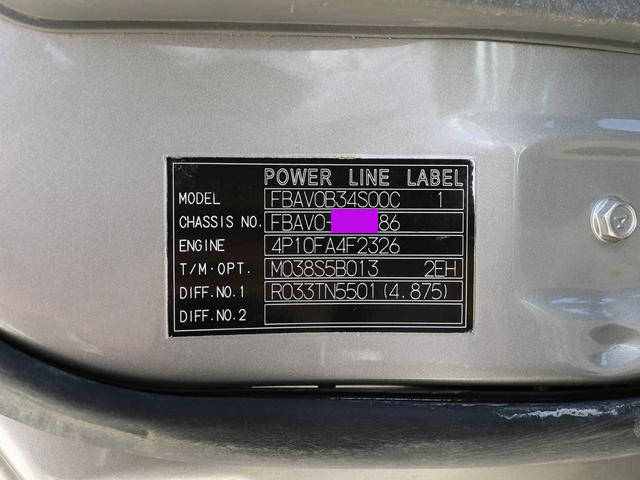 POWER LINE LABEL
MODEL FBAV0B34S00C 1
CHASSIS NO. FBAV0- 86
ENGINE 4P10FA4F2326
T/M·OPT. M038S5B013 2EH
DIFF.NO.1 R033TN5501(4.875)
DIFF.NO.2